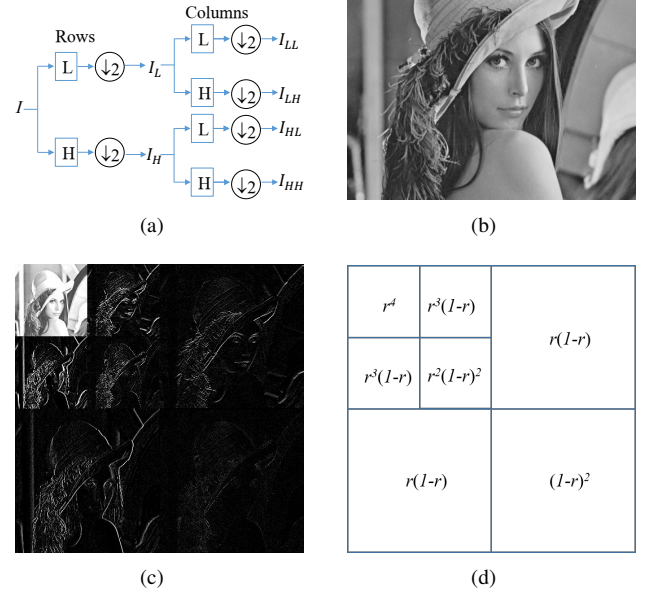 Columns
Rows
L ↓2 I_LL
L ↓2 I_L
H ↓2 I_LH
I
L ↓2 I_HL
H ↓2 I_H
H ↓2 I_HH
(a)
(b)
r⁴ r³(1-r)
r(1-r)
r³(1-r) r²(1-r)²
r(1-r) (1-r)²
(c)
(d)